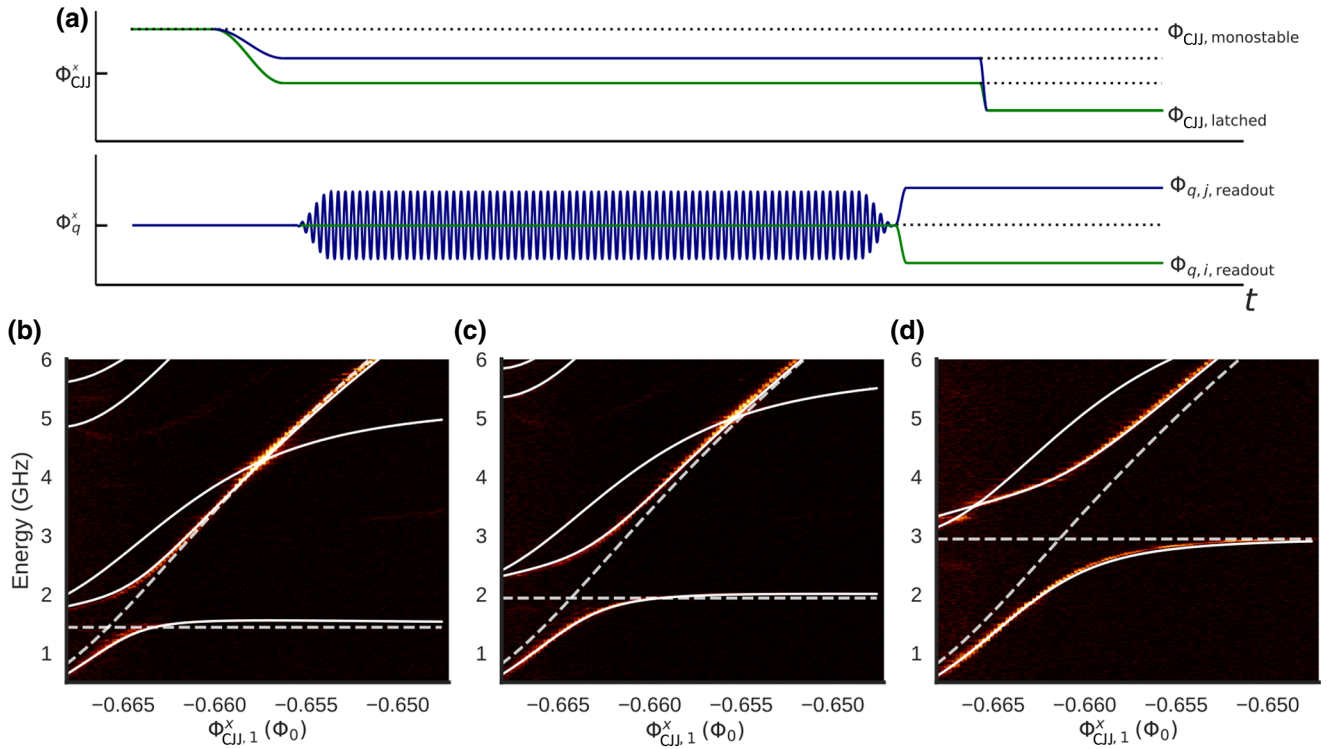 (a)
Φ_CJJ, monostable
Φ^x_CJJ
Φ_CJJ, latched
Φ_q, j, readout
Φ^x_q
Φ_q, i, readout
t
(b) (c) (d)
6 6 6
5 5 5
4 4 4
3 3 3
2 2 2
1 1 1
Energy (GHz)
−0.665 −0.660 −0.655 −0.650 −0.665 −0.660 −0.655 −0.650 −0.665 −0.660 −0.655 −0.650
Φ^x_CJJ, 1 (Φ_0) Φ^x_CJJ, 1 (Φ_0) Φ^x_CJJ, 1 (Φ_0)